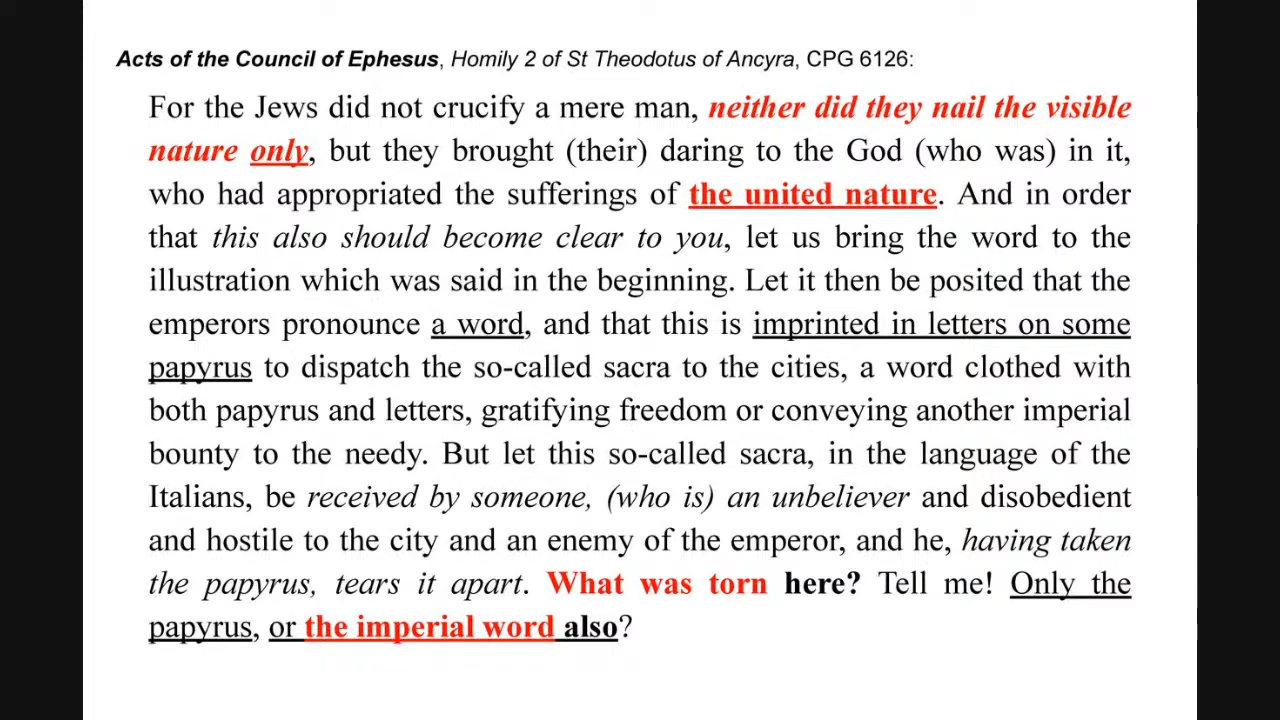 Acts of the Council of Ephesus, Homily 2 of St Theodotus of Ancyra, CPG 6126:
For the Jews did not crucify a mere man, neither did they nail the visible
nature only, but they brought (their) daring to the God (who was) in it,
who had appropriated the sufferings of the united nature. And in order
that this also should become clear to you, let us bring the word to the
illustration which was said in the beginning. Let it then be posited that the
emperors pronounce a word, and that this is imprinted in letters on some
papyrus to dispatch the so-called sacra to the cities, a word clothed with
both papyrus and letters, gratifying freedom or conveying another imperial
bounty to the needy. But let this so-called sacra, in the language of the
Italians, be received by someone, (who is) an unbeliever and disobedient
and hostile to the city and an enemy of the emperor, and he, having taken
the papyrus, tears it apart. What was torn here? Tell me! Only the
papyrus, or the imperial word also?